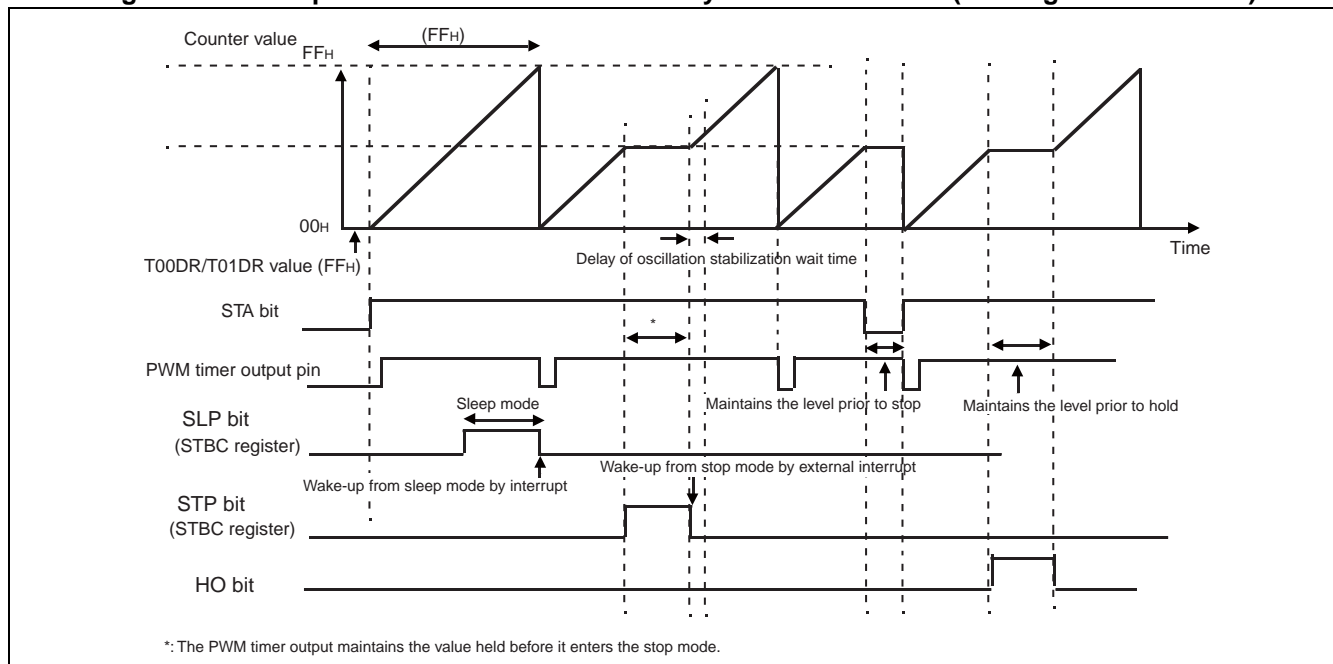 Counter value
FFH
(FFH)
00H
Time
T00DR/T01DR value (FFH)
Delay of oscillation stabilization wait time
STA bit
*
PWM timer output pin
Maintains the level prior to stop
Maintains the level prior to hold
Sleep mode
SLP bit
(STBC register)
Wake-up from sleep mode by interrupt
Wake-up from stop mode by external interrupt
STP bit
(STBC register)
HO bit
*: The PWM timer output maintains the value held before it enters the stop mode.